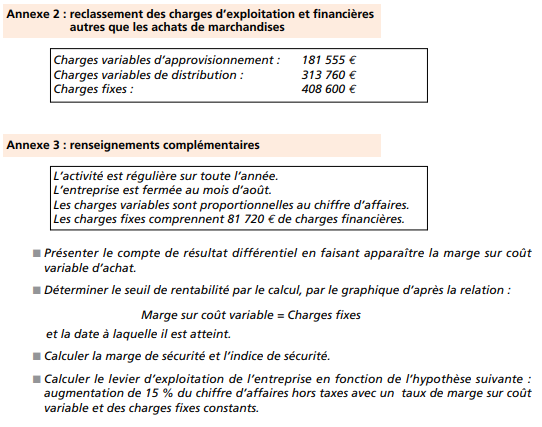 Annexe 2 : reclassement des charges d'exploitation et financières
autres que les achats de marchandises
Charges variables d'approvisionnement : 181 555 €
Charges variables de distribution : 313 760 €
Charges fixes : 408 600 €
Annexe 3 : renseignements complémentaires
L'activité est régulière sur toute l'année.
L'entreprise est fermée au mois d'août.
Les charges variables sont proportionnelles au chiffre d'affaires.
Les charges fixes comprennent 81 720 € de charges financières.
■ Présenter le compte de résultat différentiel en faisant apparaître la marge sur coût
variable d'achat.
■ Déterminer le seuil de rentabilité par le calcul, par le graphique d'après la relation :
Marge sur coût variable = Charges fixes
et la date à laquelle il est atteint.
■ Calculer la marge de sécurité et l'indice de sécurité.
■ Calculer le levier d'exploitation de l'entreprise en fonction de l'hypothèse suivante :
augmentation de 15 % du chiffre d'affaires hors taxes avec un taux de marge sur coût
variable et des charges fixes constants.